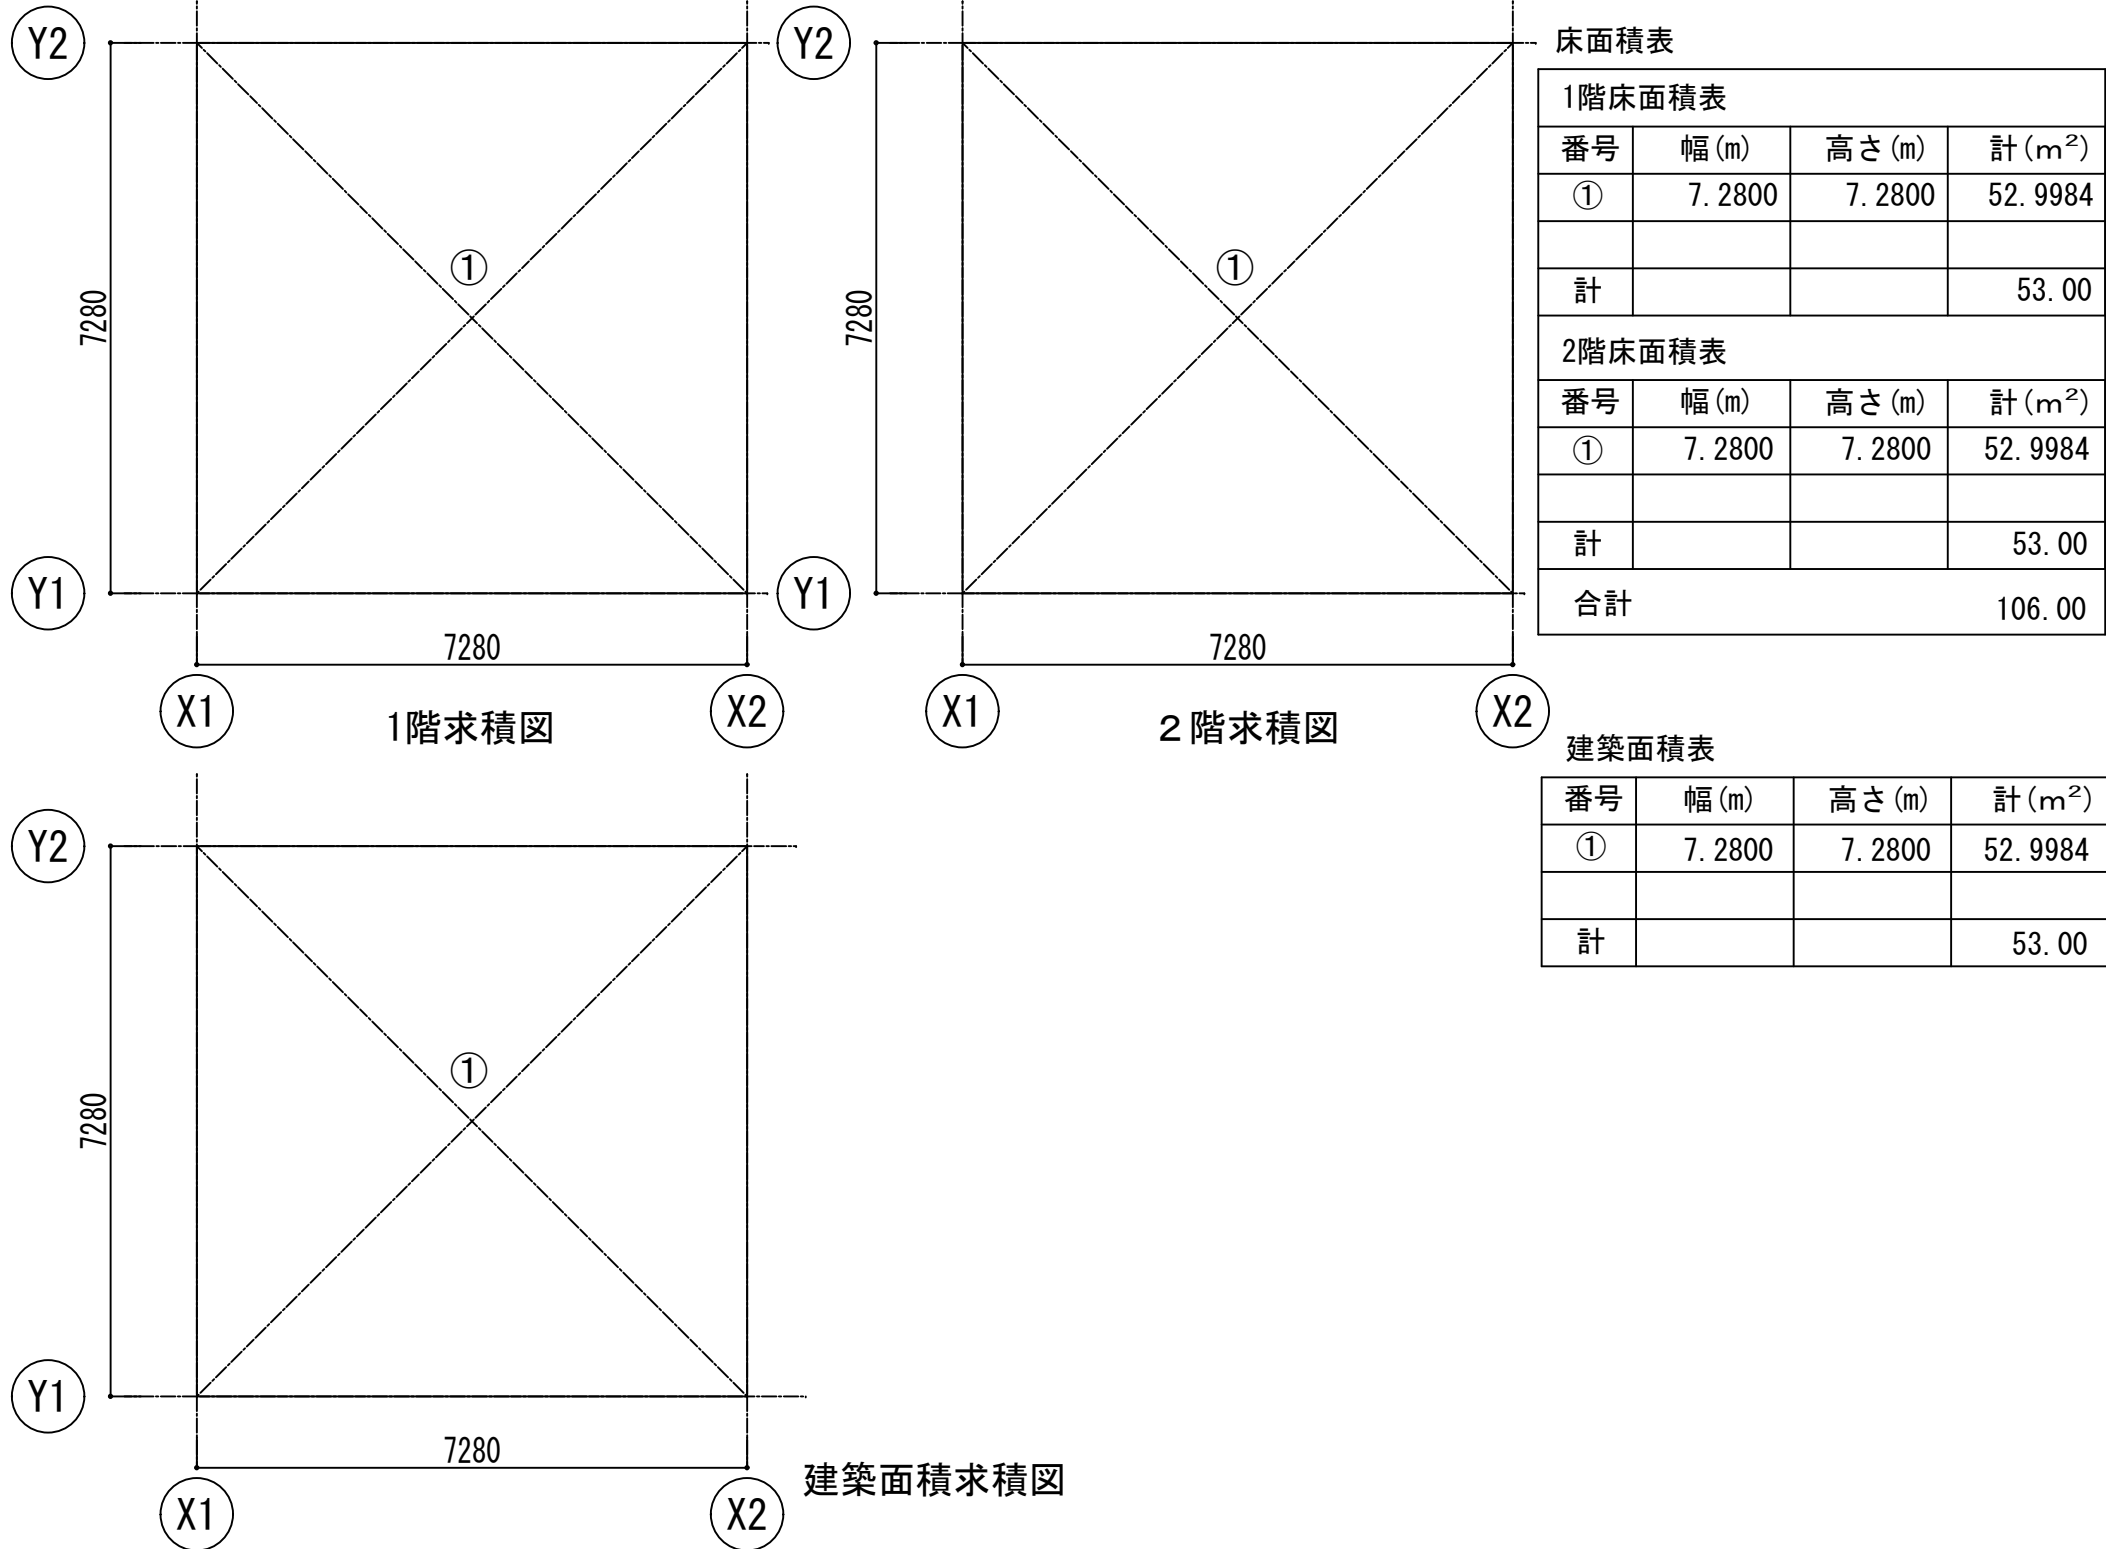 Y2
①
7280
Y1
7280
X1
X2
1階求積図
Y2
①
7280
Y1
7280
X1
X2
２階求積図
床面積表
1階床面積表
番号 幅(m) 高さ(m) 計(m²)
① 7.2800 7.2800 52.9984
計 53.00
2階床面積表
番号 幅(m) 高さ(m) 計(m²)
① 7.2800 7.2800 52.9984
計 53.00
合計 106.00
建築面積表
番号 幅(m) 高さ(m) 計(m²)
① 7.2800 7.2800 52.9984
計 53.00
Y2
①
7280
Y1
7280
X1
X2
建築面積求積図